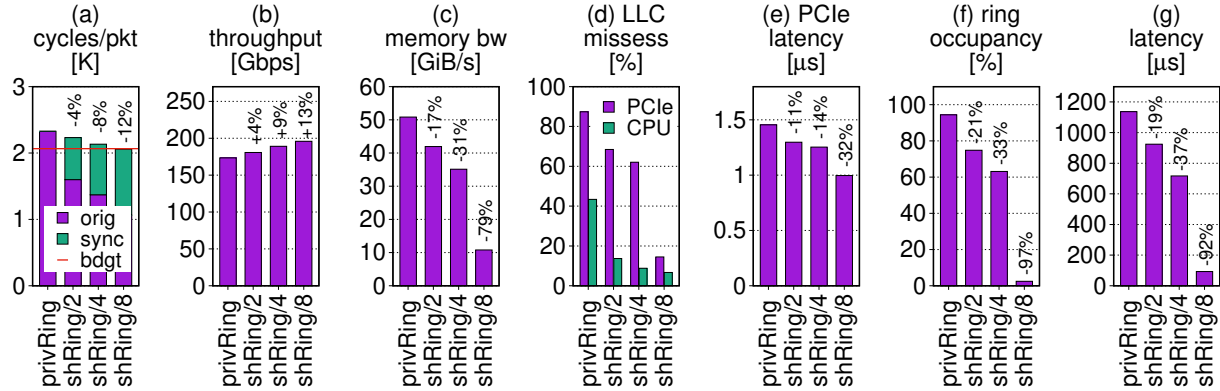 (a)
cycles/pkt
[K]
3
2
1
0
-4%
-8%
-12%
orig
sync
bdgt
privRing
shRing/2
shRing/4
shRing/8
(b)
throughput
[Gbps]
250
200
150
100
50
0
+4%
+9%
+13%
privRing
shRing/2
shRing/4
shRing/8
(c)
memory bw
[GiB/s]
60
50
40
30
20
10
0
-17%
-31%
-79%
privRing
shRing/2
shRing/4
shRing/8
(d) LLC
missess
[%]
100
80
60
40
20
0
PCIe
CPU
privRing
shRing/2
shRing/4
shRing/8
(e) PCIe
latency
[μs]
1.5
1
0.5
0
-11%
-14%
-32%
privRing
shRing/2
shRing/4
shRing/8
(f) ring
occupancy
[%]
100
80
60
40
20
0
-21%
-33%
-97%
privRing
shRing/2
shRing/4
shRing/8
(g)
latency
[μs]
1200
1000
800
600
400
200
0
-19%
-37%
-92%
privRing
shRing/2
shRing/4
shRing/8